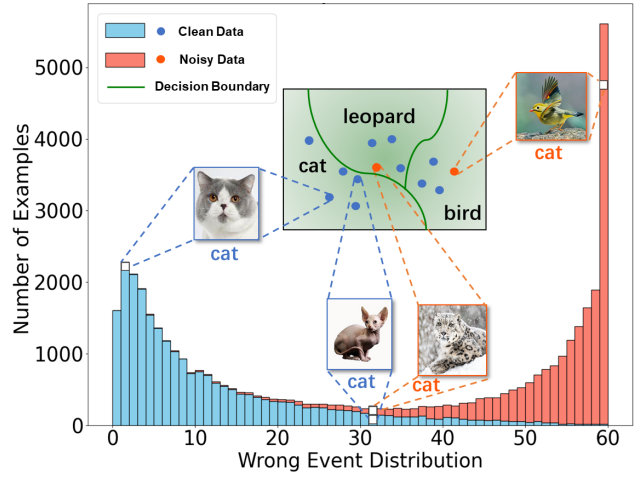 Clean Data
Noisy Data
Decision Boundary
5000
4000
3000
2000
1000
0
Number of Examples
leopard
cat
bird
cat
cat
cat
cat
0
10
20
30
40
50
60
Wrong Event Distribution